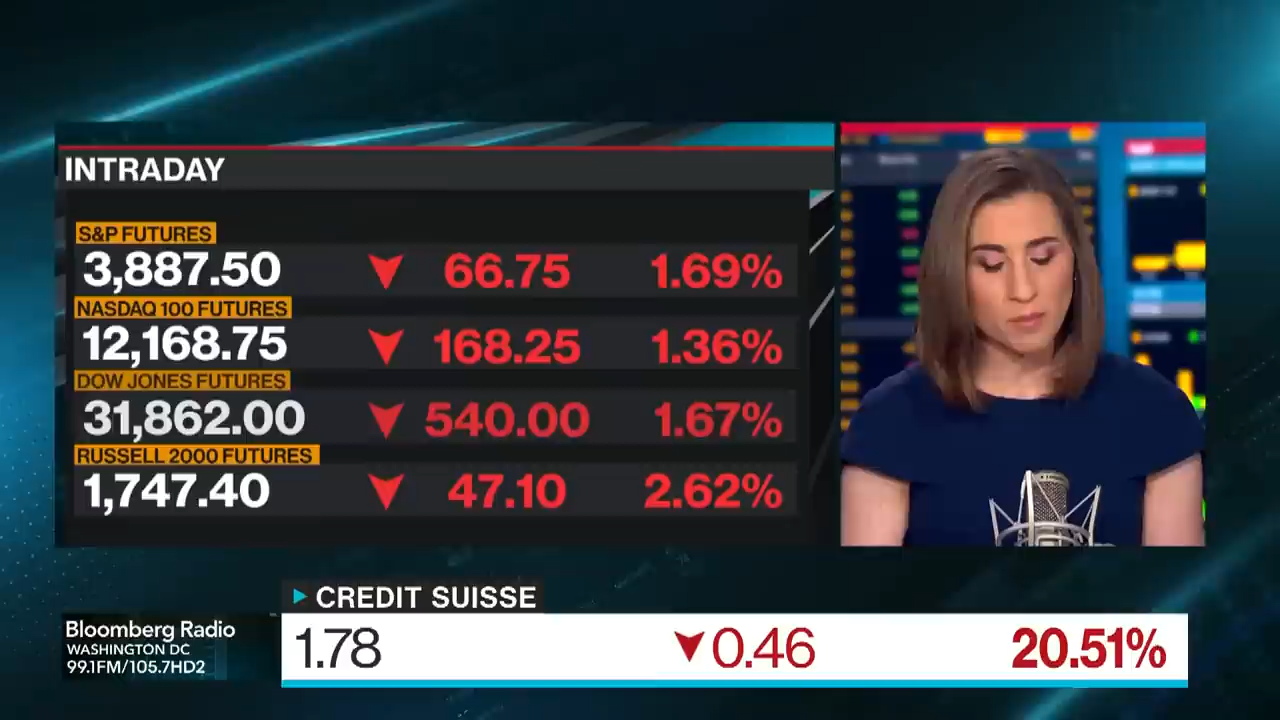 INTRADAY
S&P FUTURES
3,887.50 66.75 1.69%
NASDAQ 100 FUTURES
12,168.75 168.25 1.36%
DOW JONES FUTURES
31,862.00 540.00 1.67%
RUSSELL 2000 FUTURES
1,747.40 47.10 2.62%
CREDIT SUISSE
1.78 0.46 20.51%
Bloomberg Radio
WASHINGTON DC
99.1FM/105.7HD2